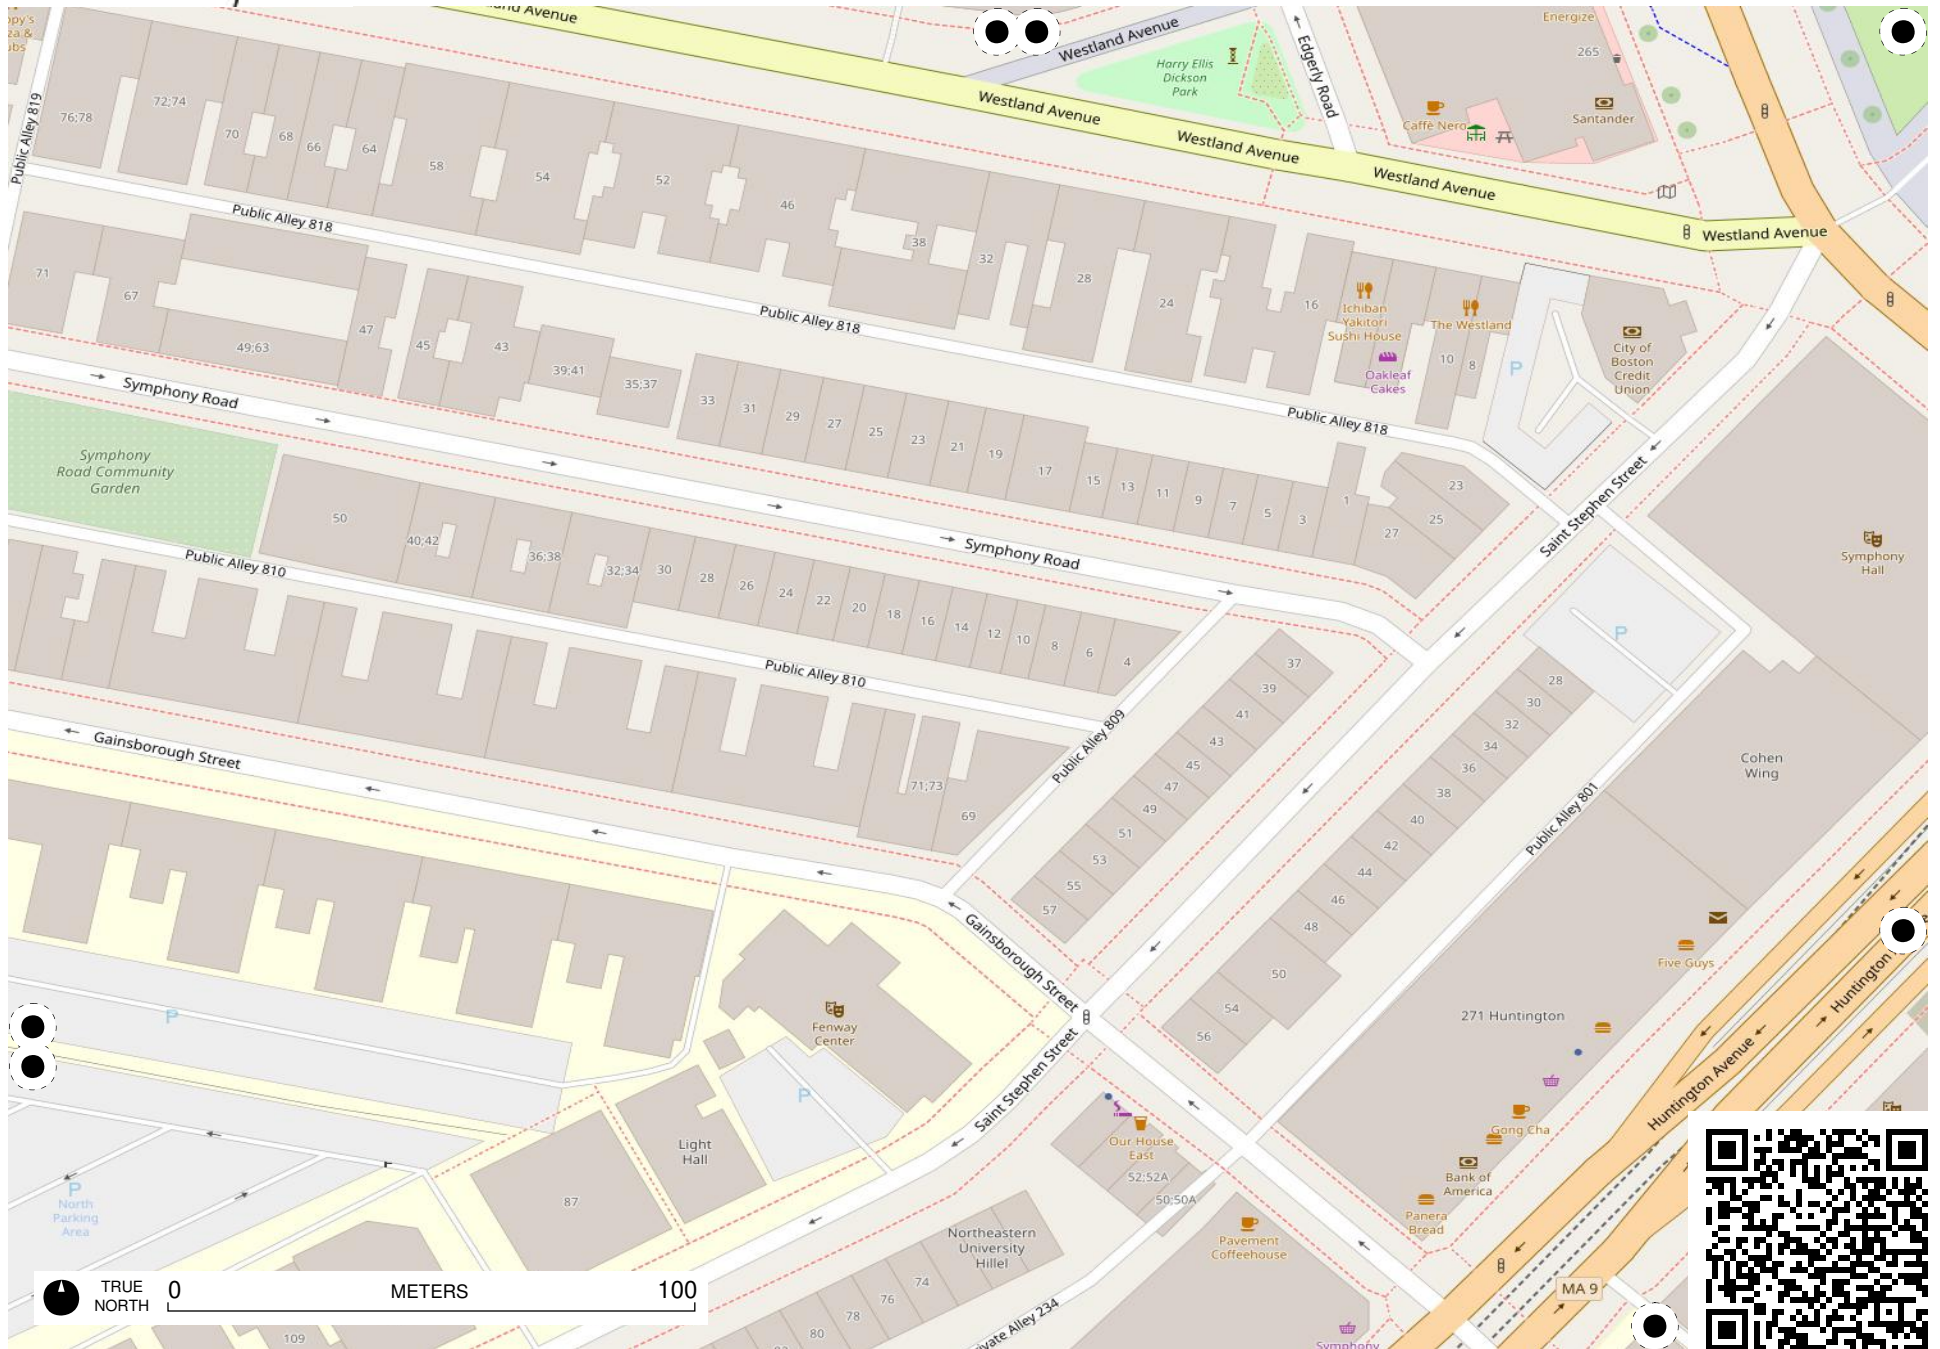 Westland Avenue
Edgerly Road
Energize
265
Harry Ellis
Dickson
Park
Caffè Nero
Santander
Westland Avenue
Westland Avenue
Westland Avenue
Westland Avenue
Public Alley 819
76;78
72;74
70
68
66
64
58
54
52
46
38
32
28
24
16
Ichiban
Yakitori
Sushi House
Oakleaf
Cakes
The Westland
10
8
P
City of
Boston
Credit
Union
Public Alley 818
Public Alley 818
Public Alley 818
71
67
49;63
47
45
43
39;41
35;37
33
31
29
27
25
23
21
19
17
15
13
11
9
7
5
3
1
27
25
23
Symphony Road
Symphony Road
Saint Stephen Street
Symphony
Hall
Symphony
Road Community
Garden
50
40;42
36;38
32;34
30
28
26
24
22
20
18
16
14
12
10
8
6
4
Public Alley 810
Public Alley 810
Public Alley 809
P
37
39
41
43
45
47
49
51
53
55
57
28
30
32
34
36
38
40
42
44
46
48
50
54
56
Cohen
Wing
Public Alley 801
Gainsborough Street
71;73
69
Gainsborough Street
Saint Stephen Street
Five Guys
271 Huntington
Huntington
Huntington Avenue
Gong Cha
Bank of
America
Panera
Bread
Fenway
Center
P
P
Light
Hall
87
P
North
Parking
Area
Our House
East
52;52A
50;50A
Pavement
Coffeehouse
Northeastern
University
Hillel
74
76
78
80
109
MA 9
Symphony
TRUE
NORTH
0
METERS
100